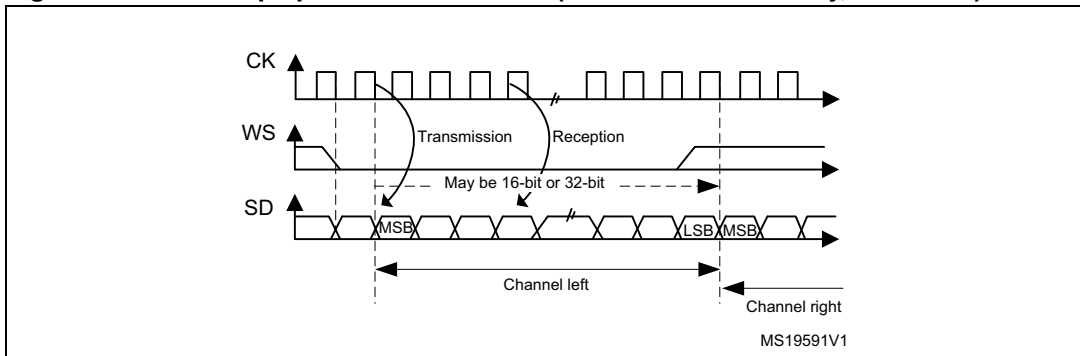 CK
Transmission
Reception
WS
May be 16-bit or 32-bit
SD
MSB
LSB
MSB
Channel left
Channel right
MS19591V1